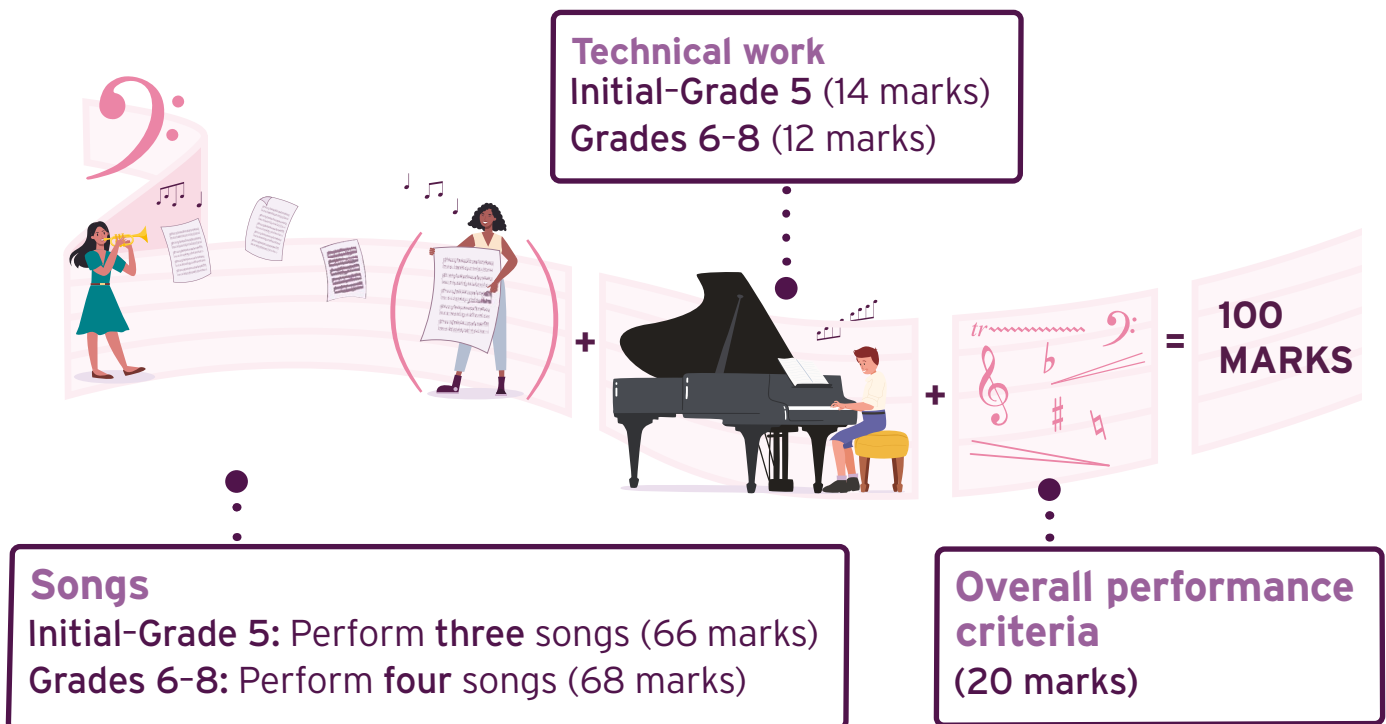 Technical work
Initial–Grade 5 (14 marks)
Grades 6–8 (12 marks)
tr
+
+
=
100
MARKS
Songs
Initial–Grade 5: Perform three songs (66 marks)
Grades 6–8: Perform four songs (68 marks)
Overall performance
criteria
(20 marks)